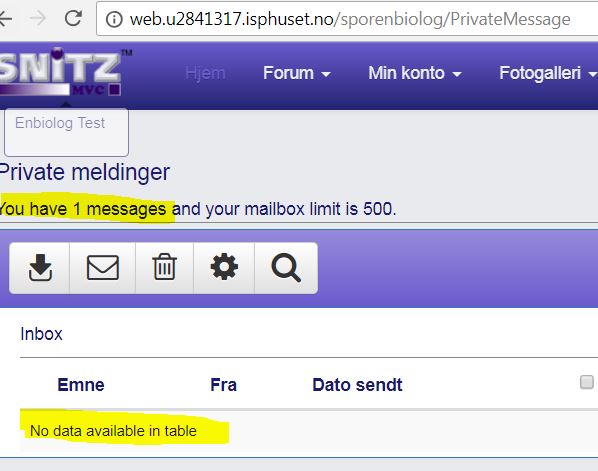 web.u2841317.isphuset.no/sporenbiolog/PrivateMessage
SNITZ™
MVC
Hjem Forum Min konto Fotogalleri
Enbiolog Test
Private meldinger
You have 1 messages and your mailbox limit is 500.
Inbox
Emne Fra Dato sendt
No data available in table